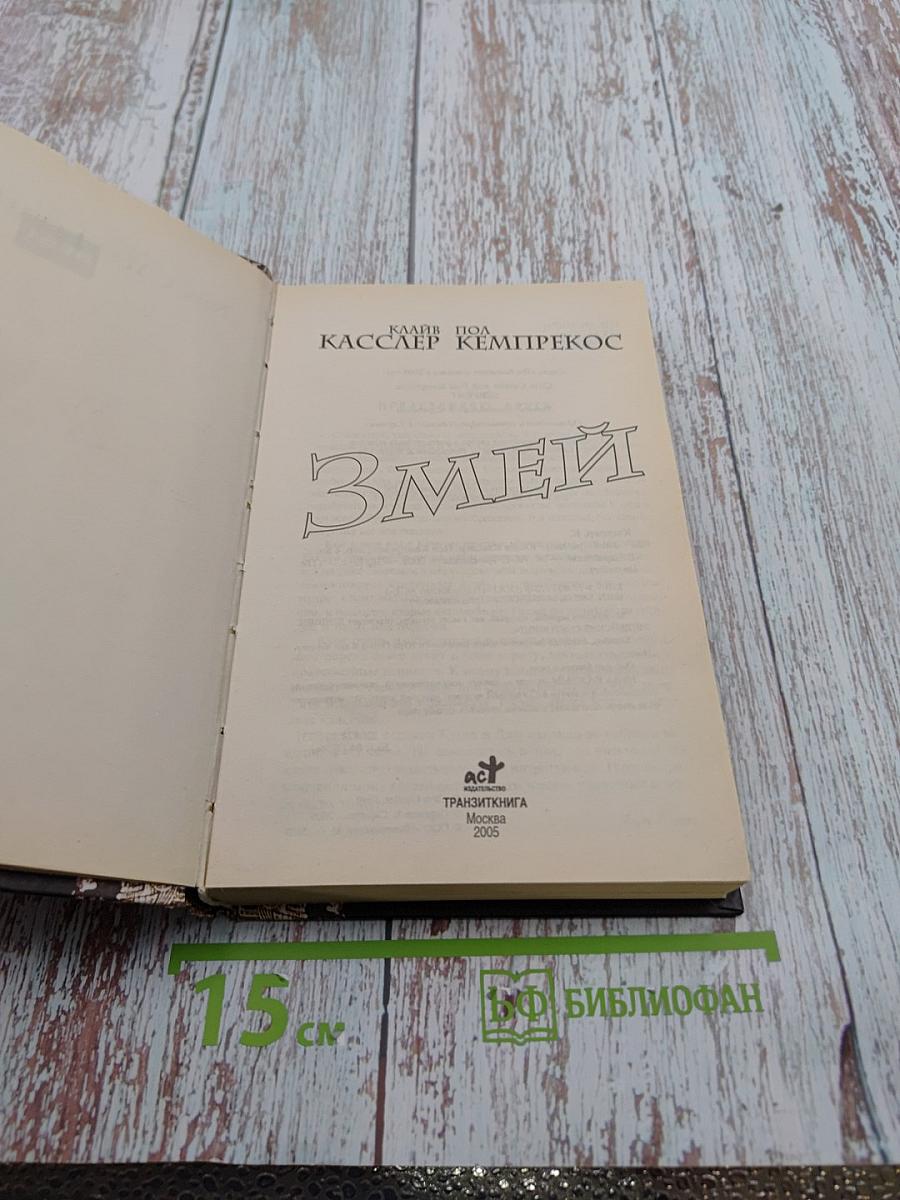 КЛАЙВ ПОЛ
КАССЛЕР КЕМПРЕКОС
ЗМЕЙ
аст
ИЗДАТЕЛЬСТВО
ТРАНЗИТКНИГА
Москва
2005
15 см
БФ БИБЛИОФАН